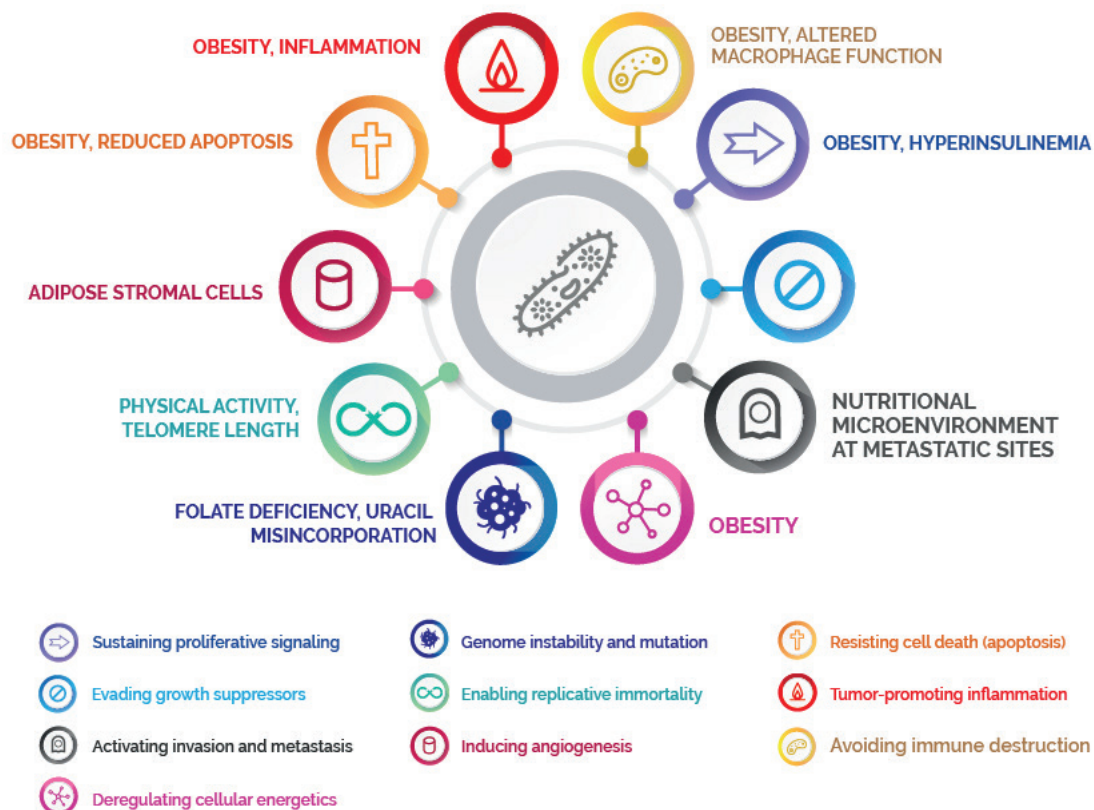 OBESITY, INFLAMMATION
OBESITY, ALTERED
MACROPHAGE FUNCTION
OBESITY, REDUCED APOPTOSIS
OBESITY, HYPERINSULINEMIA
ADIPOSE STROMAL CELLS
PHYSICAL ACTIVITY,
TELOMERE LENGTH
NUTRITIONAL
MICROENVIRONMENT
AT METASTATIC SITES
FOLATE DEFICIENCY, URACIL
MISINCORPORATION
OBESITY
Sustaining proliferative signaling
Genome instability and mutation
Resisting cell death (apoptosis)
Evading growth suppressors
Enabling replicative immortality
Tumor-promoting inflammation
Activating invasion and metastasis
Inducing angiogenesis
Avoiding immune destruction
Deregulating cellular energetics